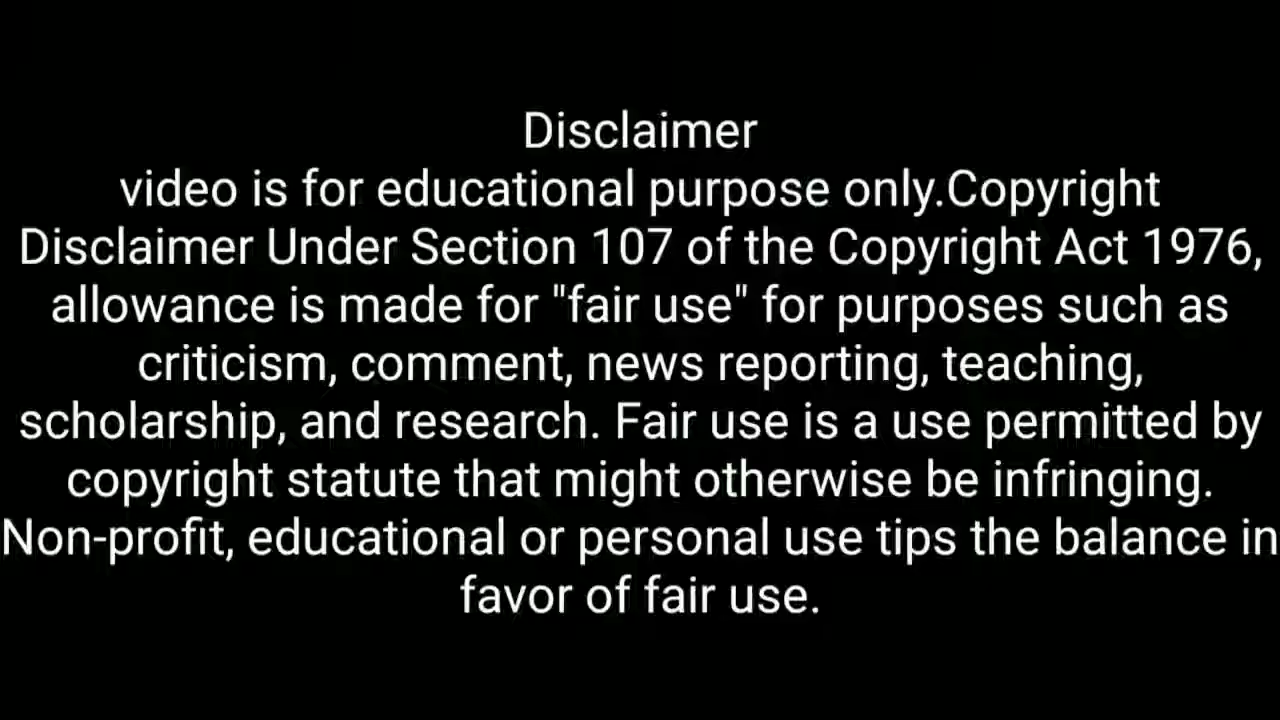 Disclaimer
video is for educational purpose only.Copyright
Disclaimer Under Section 107 of the Copyright Act 1976,
allowance is made for "fair use" for purposes such as
criticism, comment, news reporting, teaching,
scholarship, and research. Fair use is a use permitted by
copyright statute that might otherwise be infringing.
Non-profit, educational or personal use tips the balance in
favor of fair use.